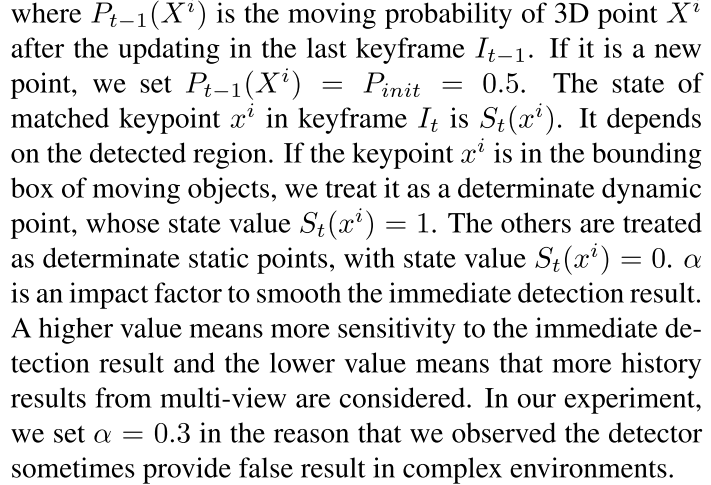 where P_{t−1}(X^i) is the moving probability of 3D point X^i
after the updating in the last keyframe I_{t−1}. If it is a new
point, we set P_{t−1}(X^i) = P_{init} = 0.5. The state of
matched keypoint x^i in keyframe I_t is S_t(x^i). It depends
on the detected region. If the keypoint x^i is in the bounding
box of moving objects, we treat it as a determinate dynamic
point, whose state value S_t(x^i) = 1. The others are treated
as determinate static points, with state value S_t(x^i) = 0. α
is an impact factor to smooth the immediate detection result.
A higher value means more sensitivity to the immediate de-
tection result and the lower value means that more history
results from multi-view are considered. In our experiment,
we set α = 0.3 in the reason that we observed the detector
sometimes provide false result in complex environments.